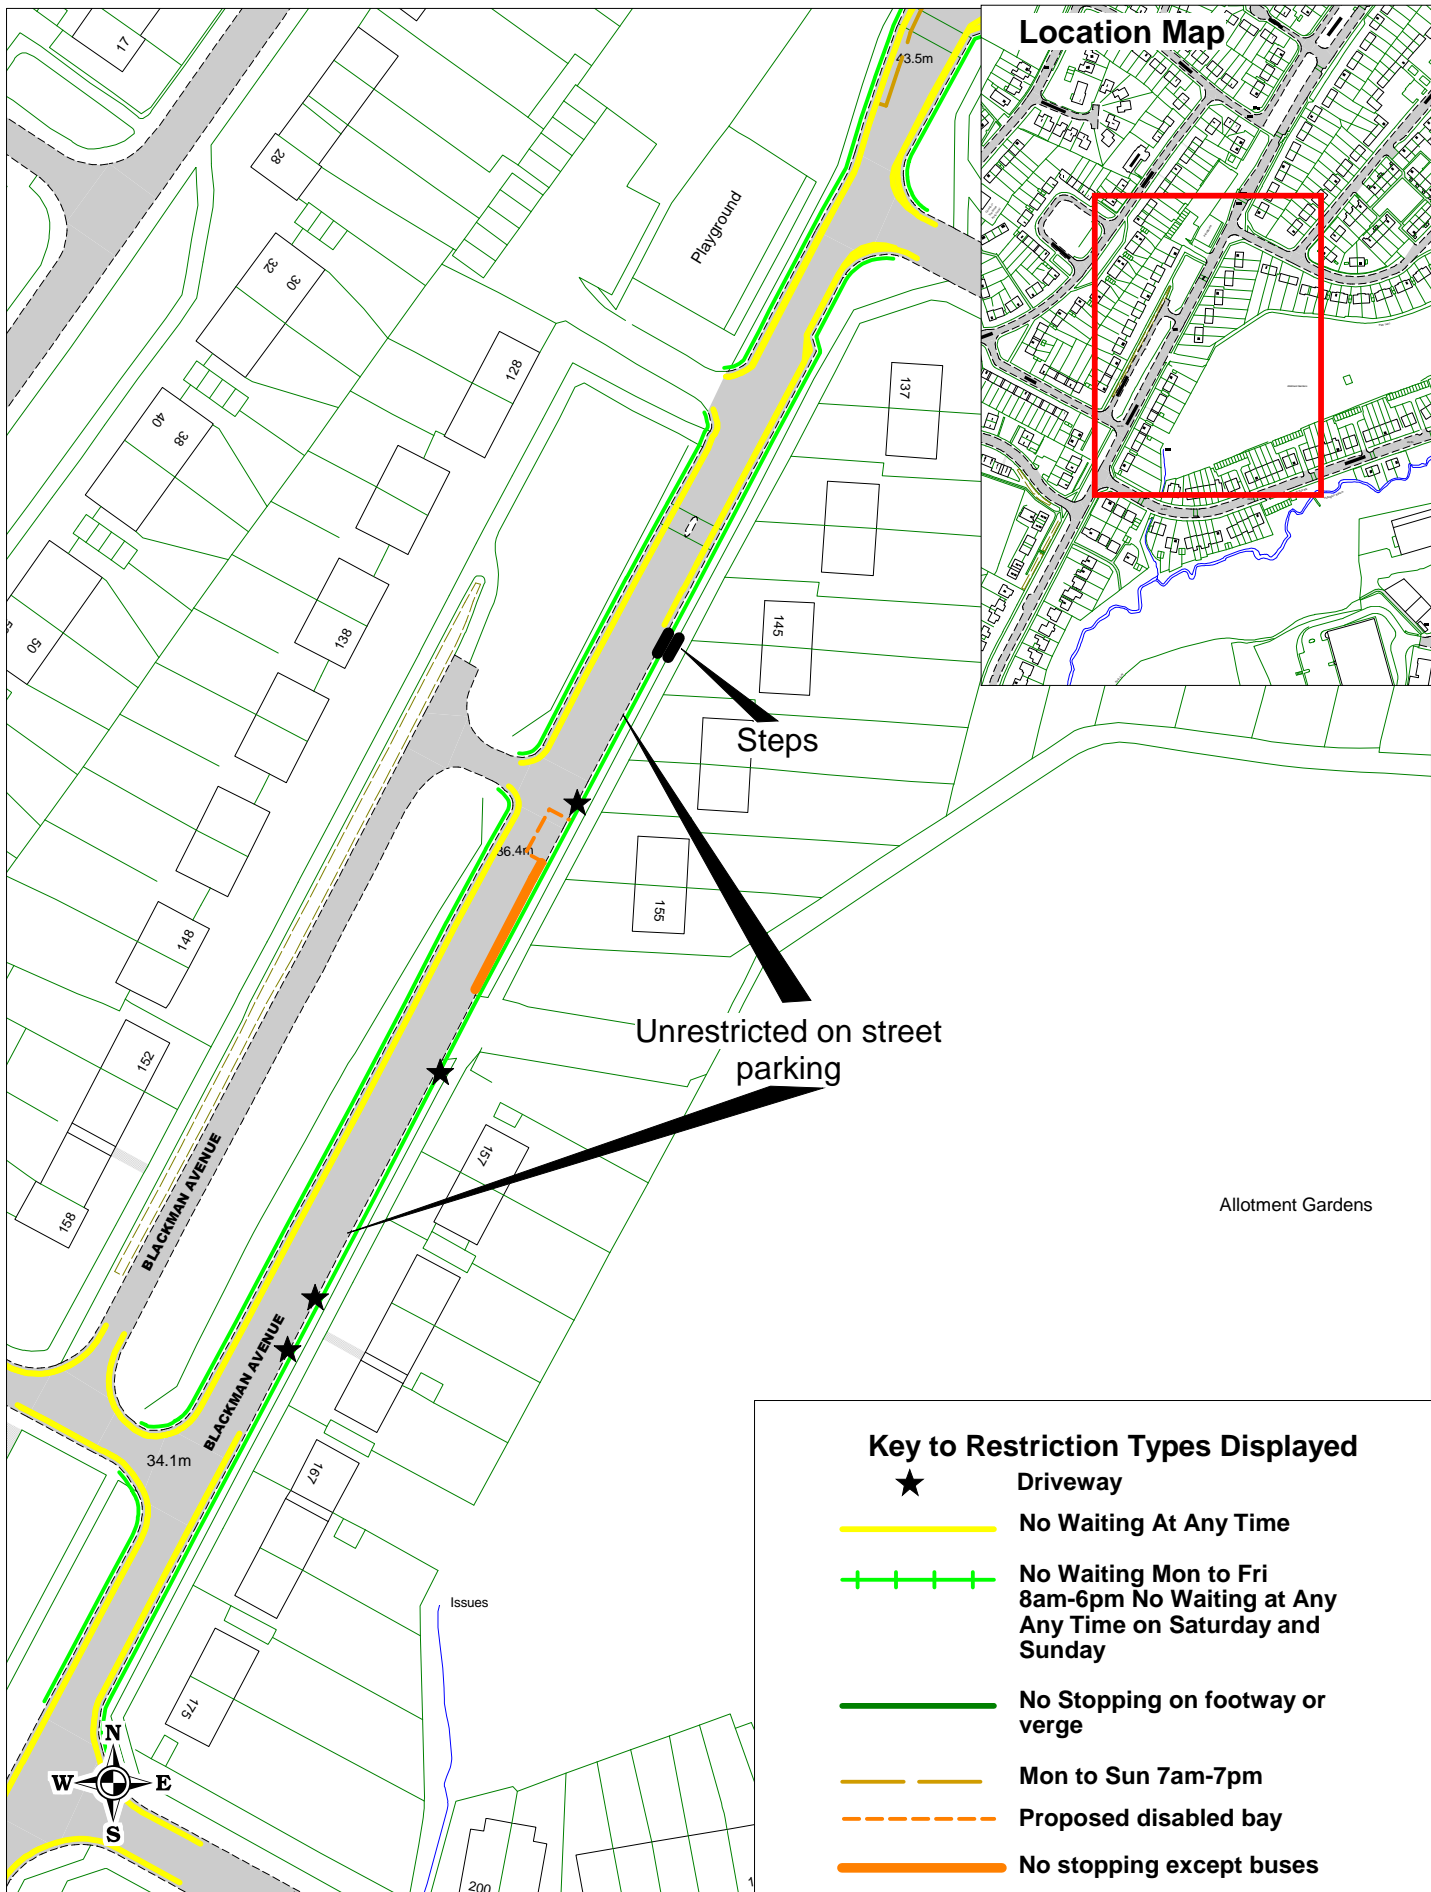 Location Map
17
43.5m
28
Playground
32
30
128
137
40
38
145
138
50
Steps
36.4m
155
148
Unrestricted on street
parking
152
157
BLACKMAN AVENUE
158
Allotment Gardens
BLACKMAN AVENUE
34.1m
167
Issues
175
N
W
E
S
200
Key to Restriction Types Displayed
Driveway
No Waiting At Any Time
No Waiting Mon to Fri
8am-6pm No Waiting at Any
Any Time on Saturday and
Sunday
No Stopping on footway or
verge
Mon to Sun 7am-7pm
Proposed disabled bay
No stopping except buses